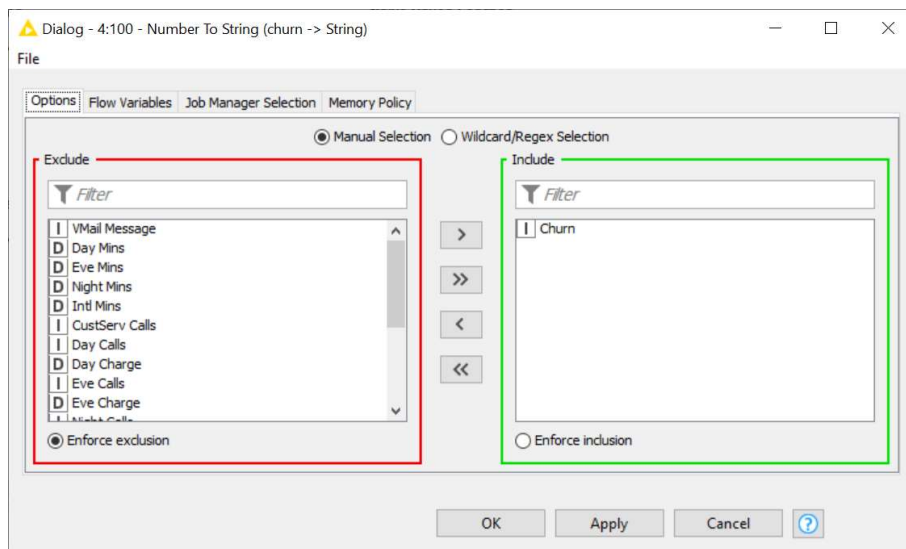 Dialog - 4:100 - Number To String (churn -> String)
File
Options Flow Variables Job Manager Selection Memory Policy
Manual Selection Wildcard/Regex Selection
Exclude
Filter
I VMail Message
D Day Mins
D Eve Mins
D Night Mins
D Intl Mins
I CustServ Calls
I Day Calls
D Day Charge
I Eve Calls
D Eve Charge
I Night Calls
Enforce exclusion
> 
>>
<
<<
Include
Filter
I Churn
Enforce inclusion
OK Apply Cancel ?